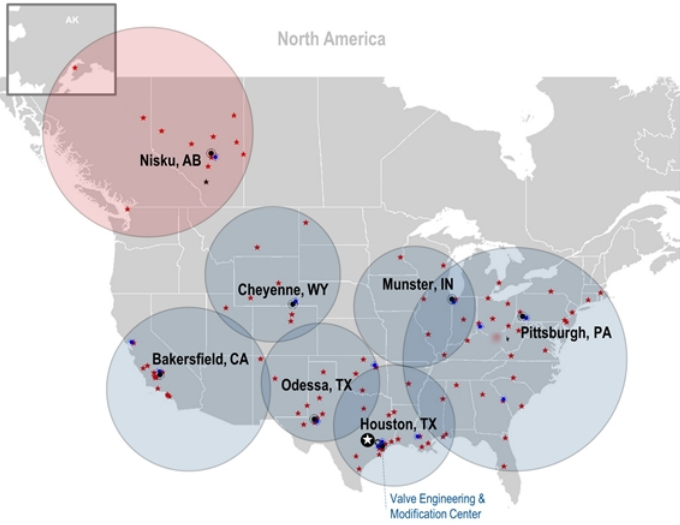 AK
North America
Nisku, AB
Cheyenne, WY
Munster, IN
Pittsburgh, PA
Bakersfield, CA
Odessa, TX
Houston, TX
Valve Engineering &
Modification Center